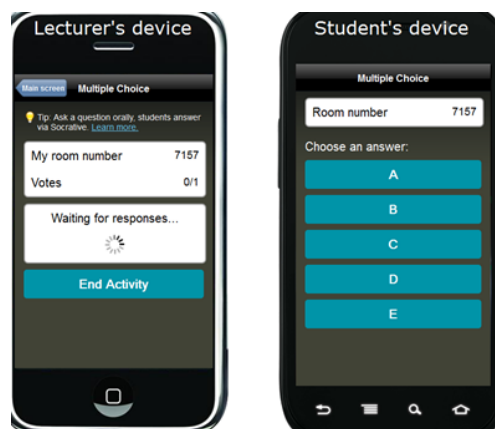 Lecturer's device
Main screen
Multiple Choice
Tip: Ask a question orally, students answer
via Socrative. Learn more.
My room number 7157
Votes 0/1
Waiting for responses...
End Activity
Student's device
Multiple Choice
Room number 7157
Choose an answer:
A
B
C
D
E